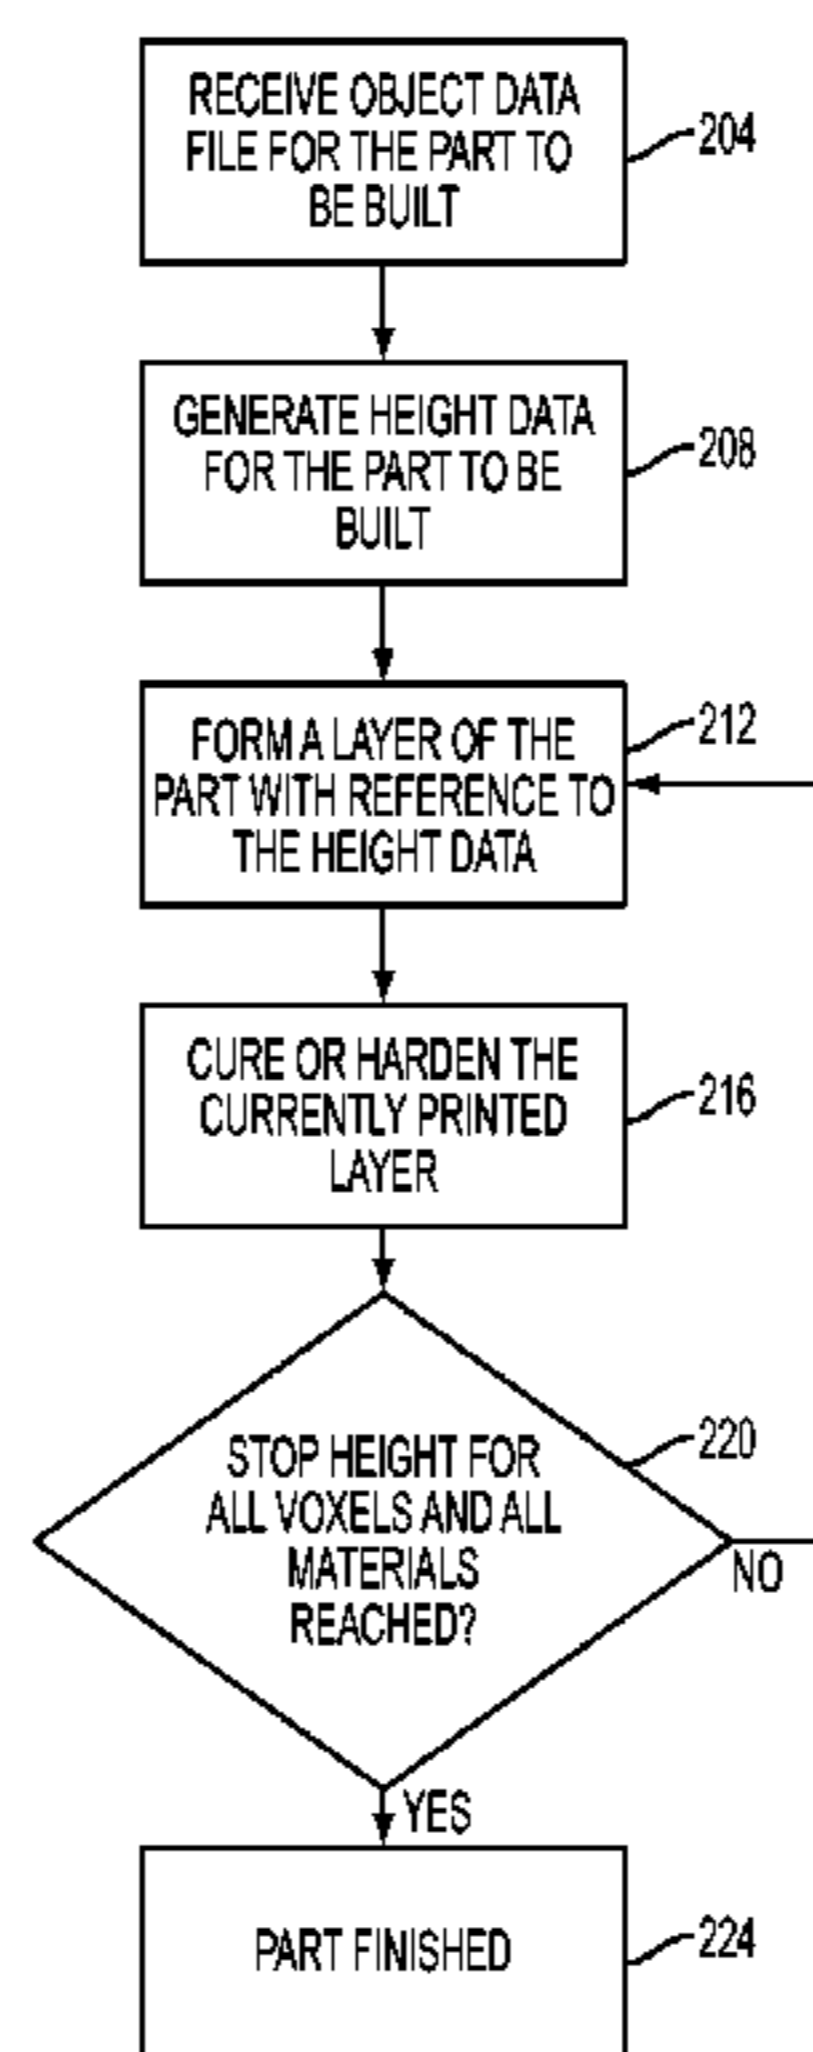 RECEIVE OBJECT DATA
FILE FOR THE PART TO
BE BUILT
204
GENERATE HEIGHT DATA
FOR THE PART TO BE
BUILT
208
FORM A LAYER OF THE
PART WITH REFERENCE TO
THE HEIGHT DATA
212
CURE OR HARDEN THE
CURRENTLY PRINTED
LAYER
216
STOP HEIGHT FOR
ALL VOXELS AND ALL
MATERIALS
REACHED?
220
NO
YES
PART FINISHED
224